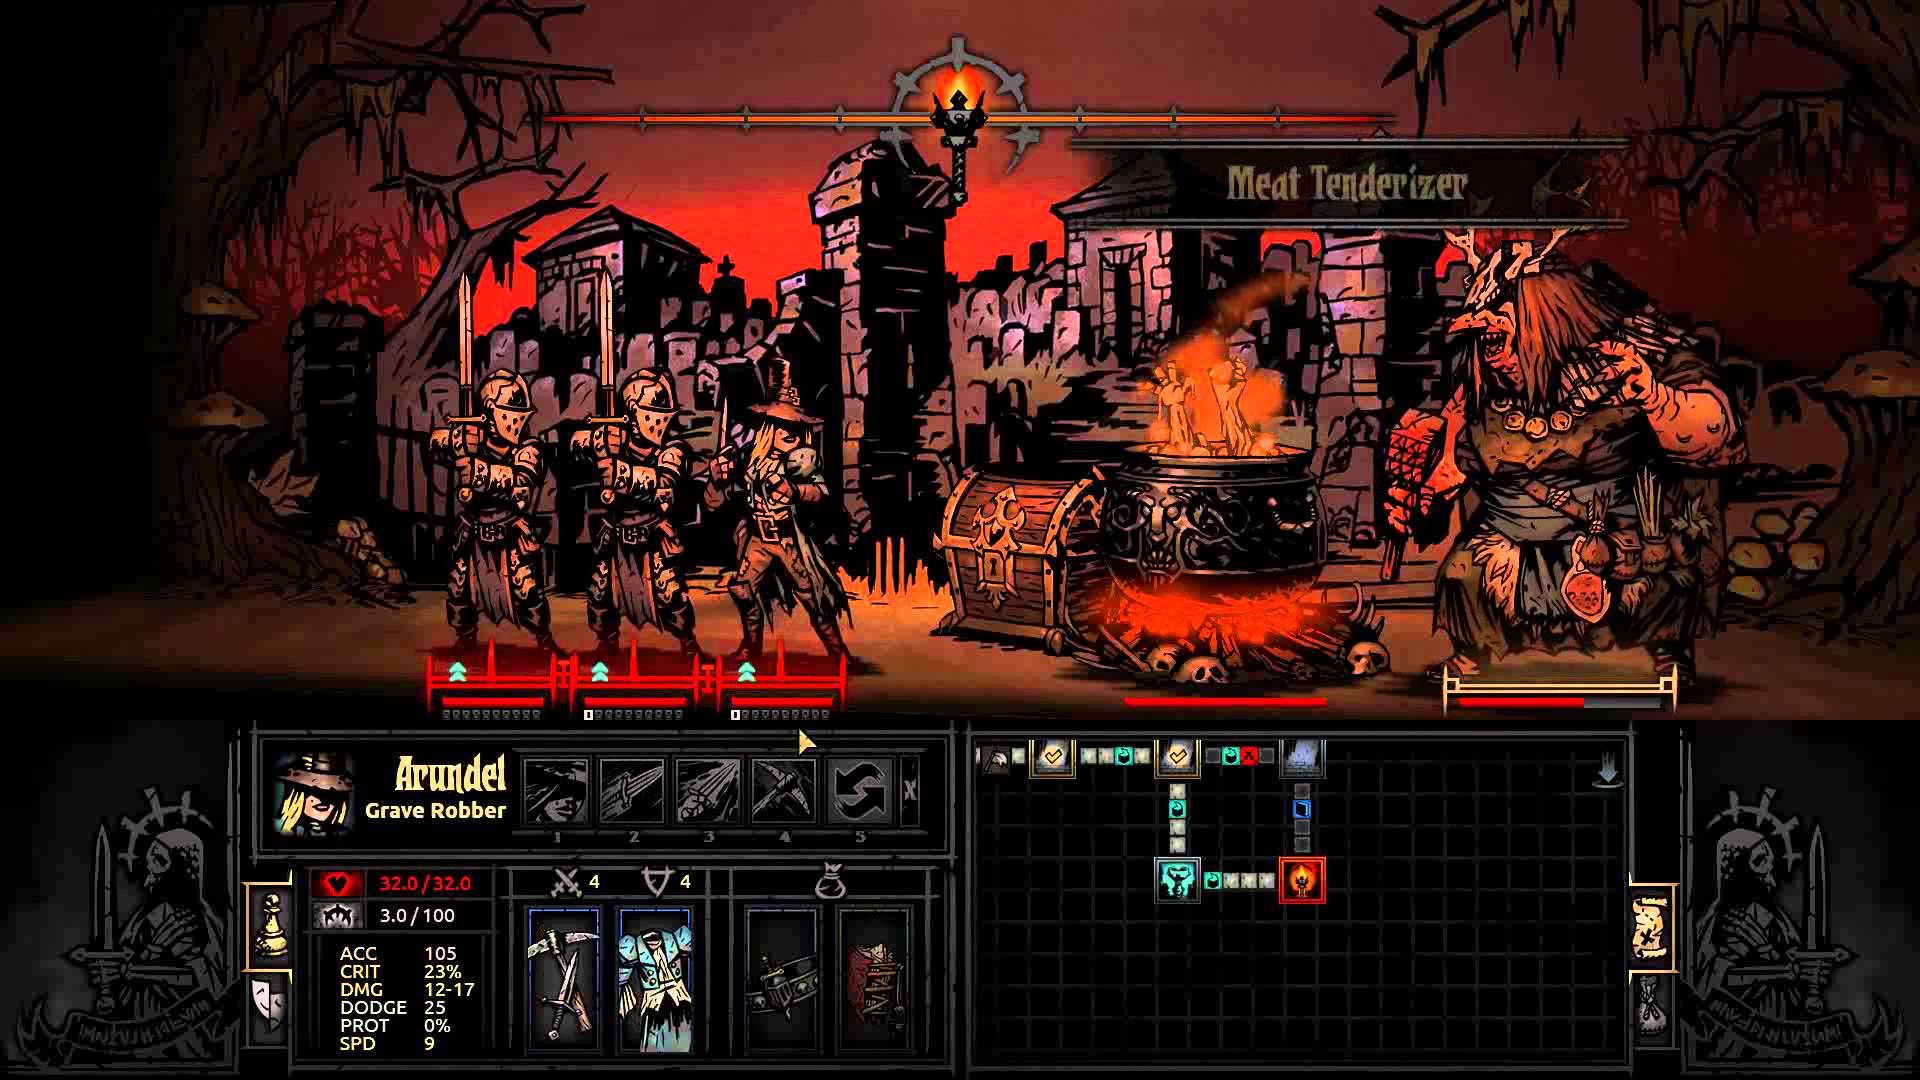 Meat Tenderizer
Arundel
Grave Robber
1 2 3 4 5
32.0 / 32.0
4 4
3.0 / 100
ACC 105
CRIT 23%
DMG 12-17
DODGE 25
PROT 0%
SPD 9